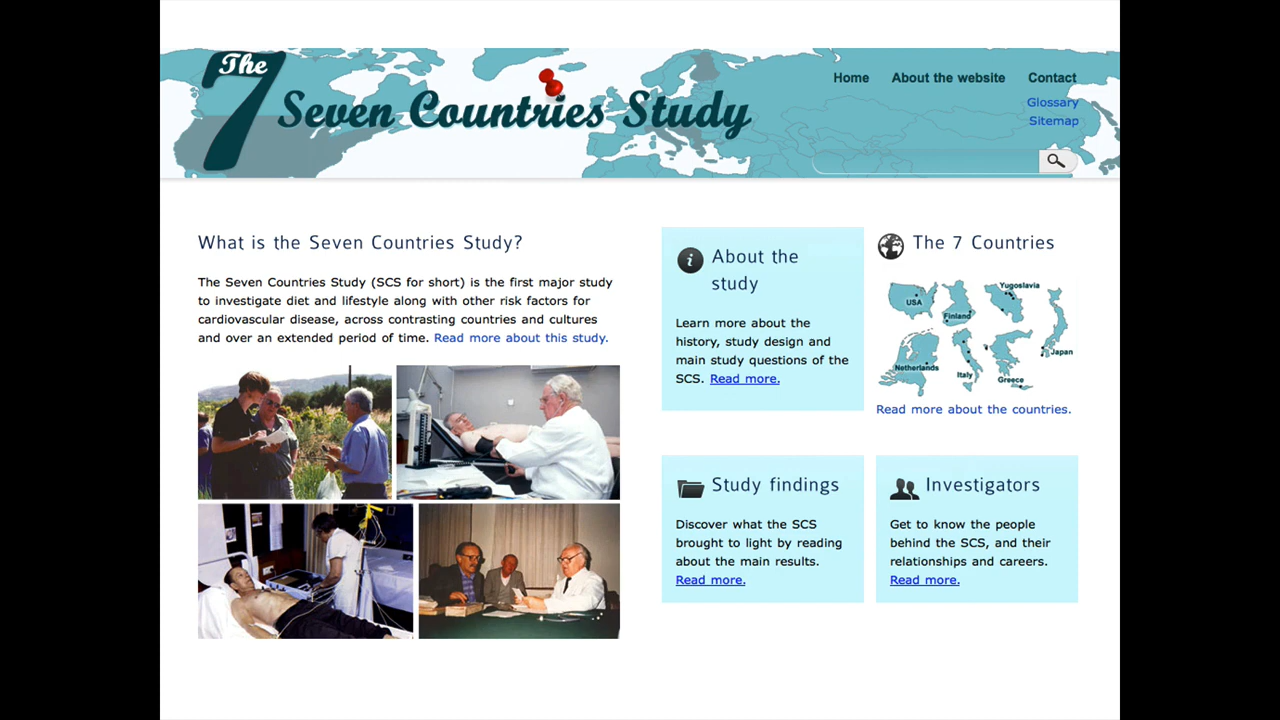 The
7
Seven Countries Study
Home
About the website
Contact
Glossary
Sitemap
What is the Seven Countries Study?
The Seven Countries Study (SCS for short) is the first major study
to investigate diet and lifestyle along with other risk factors for
cardiovascular disease, across contrasting countries and cultures
and over an extended period of time. Read more about this study.
About the
study
Learn more about the
history, study design and
main study questions of the
SCS. Read more.
The 7 Countries
USA
Finland
Yugoslavia
Netherlands
Italy
Greece
Japan
Read more about the countries.
Study findings
Discover what the SCS
brought to light by reading
about the main results.
Read more.
Investigators
Get to know the people
behind the SCS, and their
relationships and careers.
Read more.